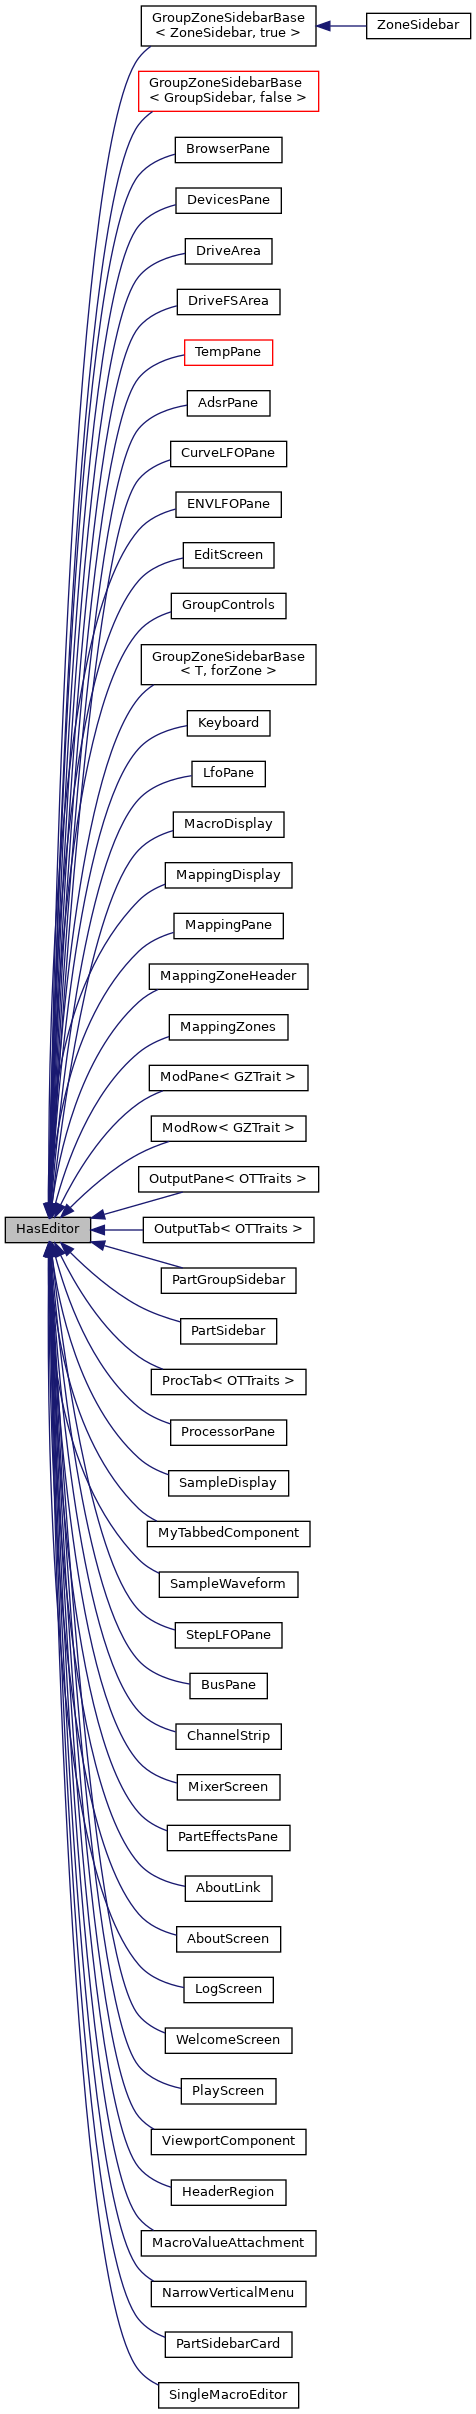 GroupZoneSidebarBase
< ZoneSidebar, true >
ZoneSidebar
GroupZoneSidebarBase
< GroupSidebar, false >
BrowserPane
DevicesPane
DriveArea
DriveFSArea
TempPane
AdsrPane
CurveLFOPane
ENVLFOPane
EditScreen
GroupControls
GroupZoneSidebarBase
< T, forZone >
Keyboard
LfoPane
MacroDisplay
MappingDisplay
MappingPane
MappingZoneHeader
MappingZones
ModPane< GZTrait >
ModRow< GZTrait >
OutputPane< OTTraits >
HasEditor
OutputTab< OTTraits >
PartGroupSidebar
PartSidebar
ProcTab< OTTraits >
ProcessorPane
SampleDisplay
MyTabbedComponent
SampleWaveform
StepLFOPane
BusPane
ChannelStrip
MixerScreen
PartEffectsPane
AboutLink
AboutScreen
LogScreen
WelcomeScreen
PlayScreen
ViewportComponent
HeaderRegion
MacroValueAttachment
NarrowVerticalMenu
PartSidebarCard
SingleMacroEditor